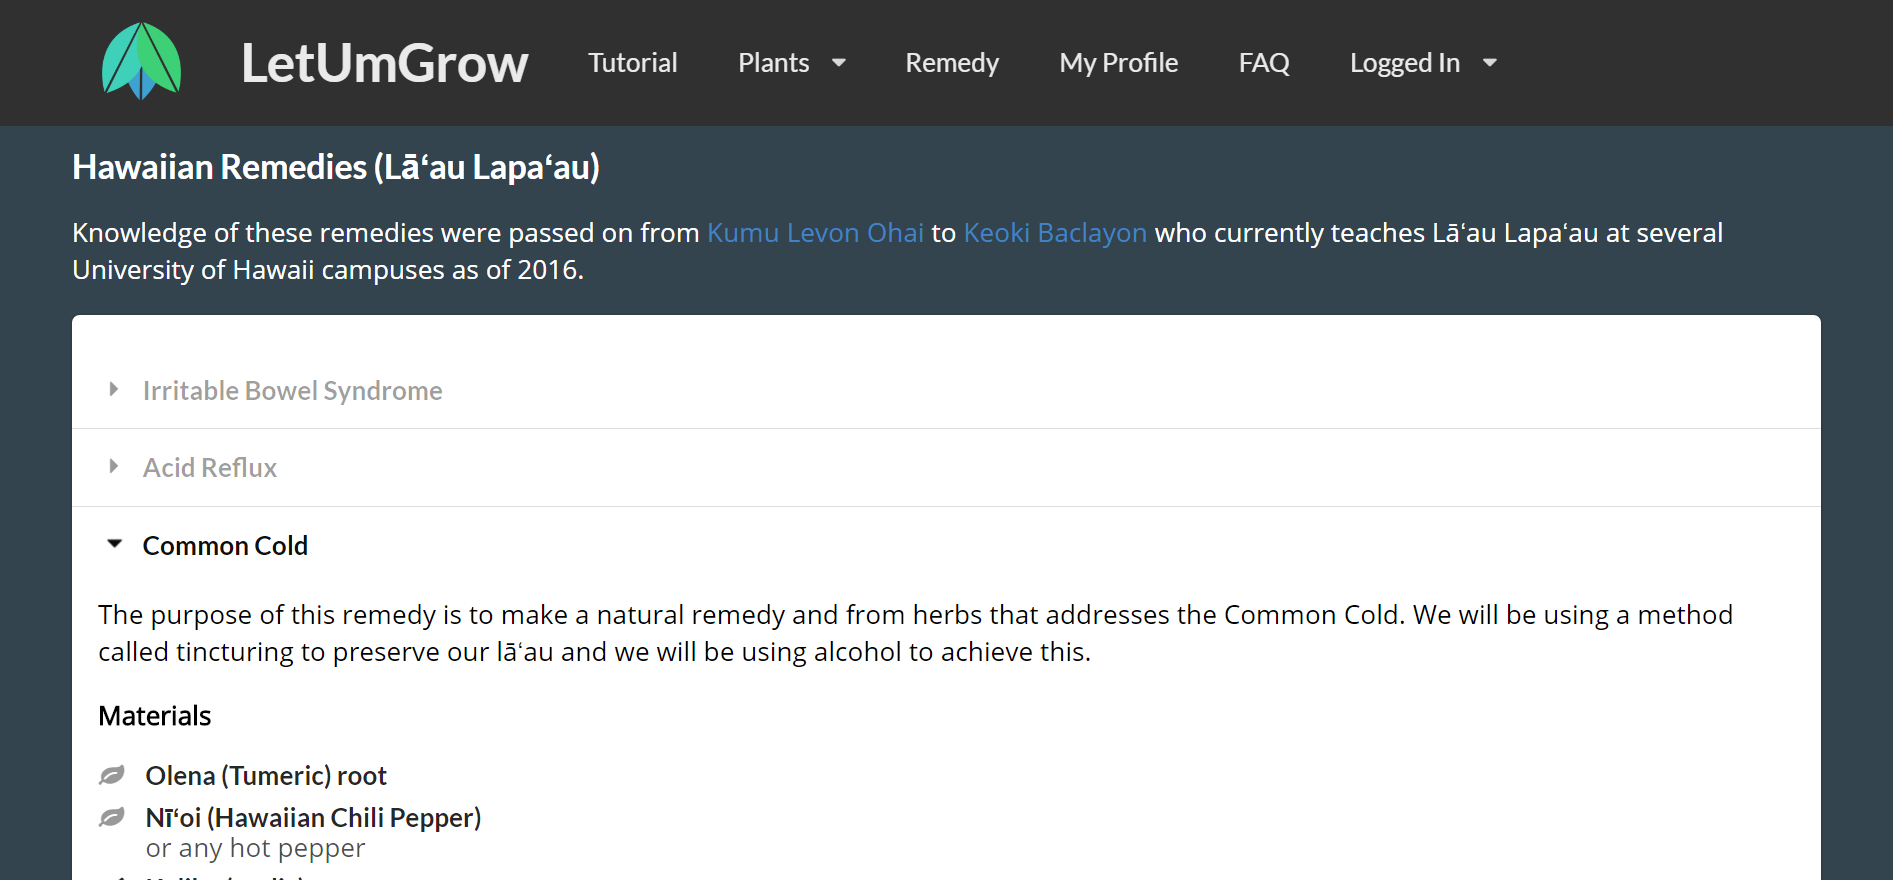 LetUmGrow Tutorial Plants Remedy My Profile FAQ Logged In
Hawaiian Remedies (Lāʻau Lapaʻau)
Knowledge of these remedies were passed on from Kumu Levon Ohai to Keoki Baclayon who currently teaches Lāʻau Lapaʻau at several
University of Hawaii campuses as of 2016.
Irritable Bowel Syndrome
Acid Reflux
Common Cold
The purpose of this remedy is to make a natural remedy and from herbs that addresses the Common Cold. We will be using a method
called tincturing to preserve our lāʻau and we will be using alcohol to achieve this.
Materials
Olena (Tumeric) root
Nīʻoi (Hawaiian Chili Pepper)
or any hot pepper